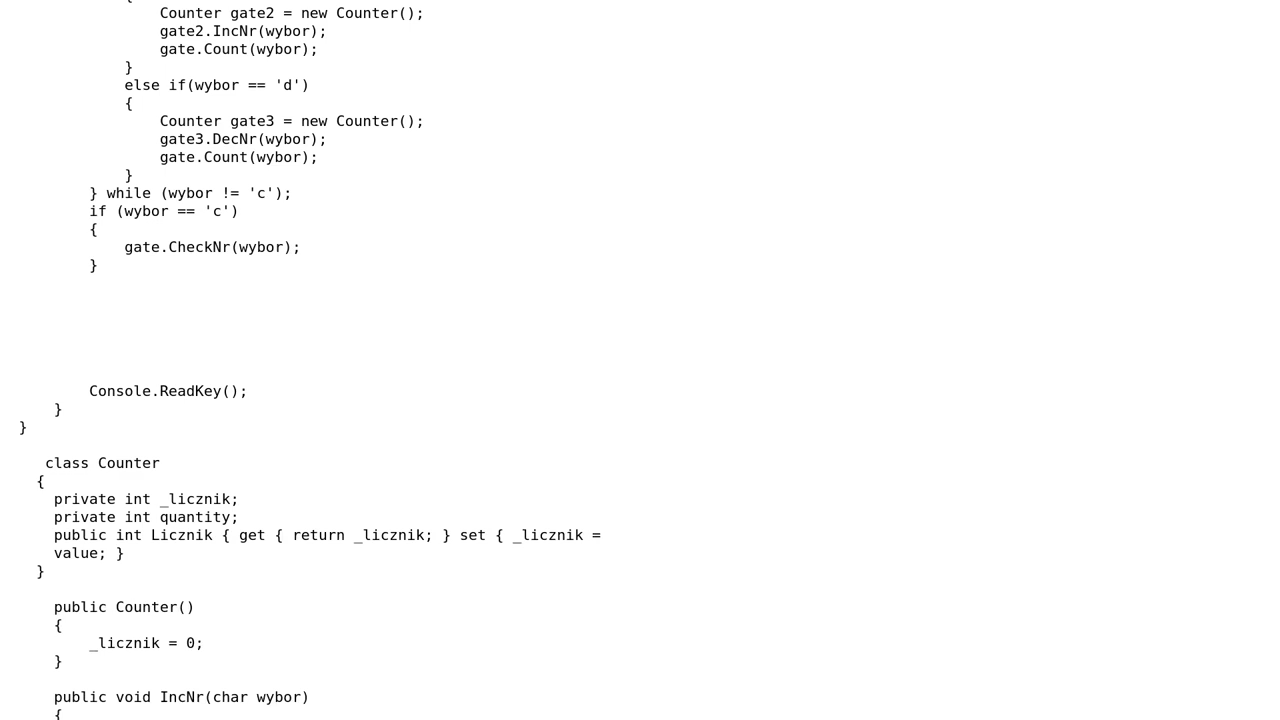 {
Counter gate2 = new Counter();
gate2.IncNr(wybor);
gate.Count(wybor);
}
else if(wybor == 'd')
{
Counter gate3 = new Counter();
gate3.DecNr(wybor);
gate.Count(wybor);
}
} while (wybor != 'c');
if (wybor == 'c')
{
gate.CheckNr(wybor);
}
Console.ReadKey();
}
}
class Counter
{
private int _licznik;
private int quantity;
public int Licznik { get { return _licznik; } set { _licznik =
value; }
}
public Counter()
{
_licznik = 0;
}
public void IncNr(char wybor)
{